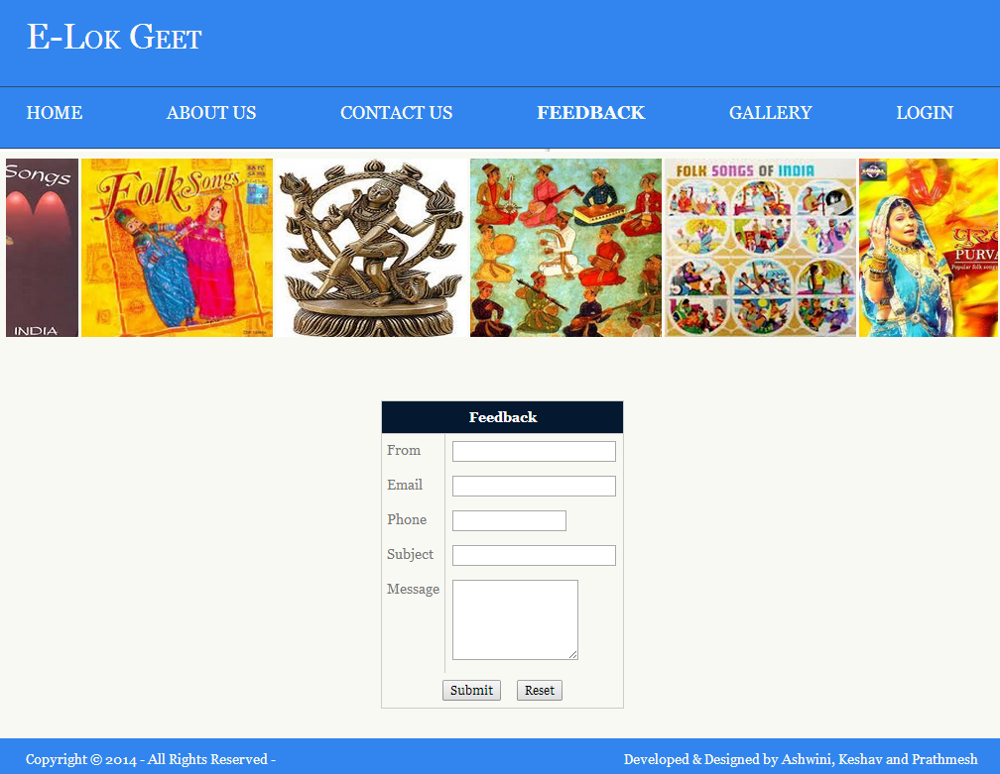 E-Lok Geet
HOME ABOUT US CONTACT US FEEDBACK GALLERY LOGIN
Songs
INDIA
Folk Songs
FOLK SONGS OF INDIA
PURVA
Popular folk songs
Feedback
From
Email
Phone
Subject
Message
Submit Reset
Copyright © 2014 - All Rights Reserved -
Developed & Designed by Ashwini, Keshav and Prathmesh